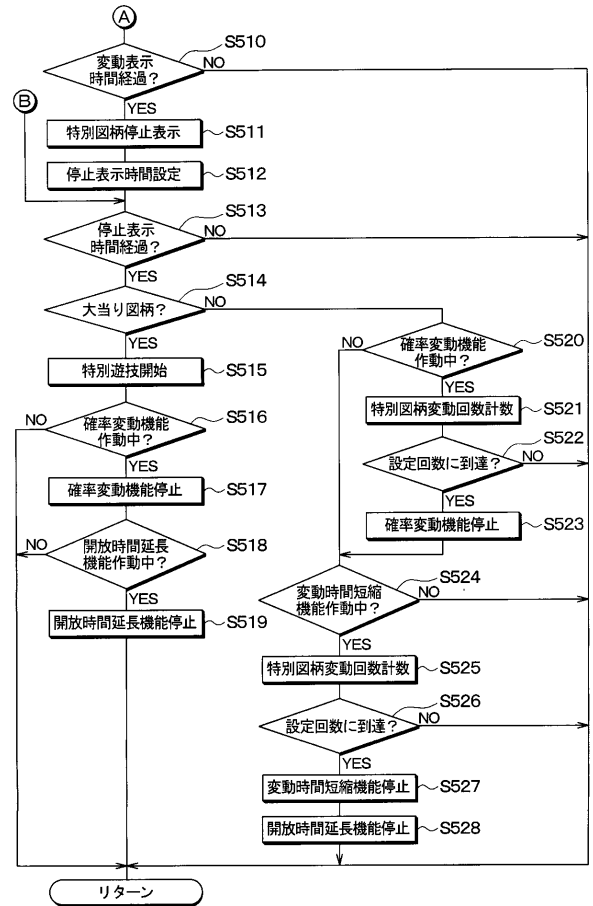 A
変動表示
時間経過?
S510
NO
YES
B
特別図柄停止表示
S511
停止表示時間設定
S512
停止表示
時間経過?
S513
NO
YES
大当り図柄?
S514
NO
YES
特別遊技開始
S515
確率変動機能
作動中?
S516
NO
YES
確率変動機能停止
S517
開放時間延長
機能作動中?
S518
NO
YES
開放時間延長機能停止
S519
確率変動機能
作動中?
S520
NO
YES
特別図柄変動回数計数
S521
設定回数に到達?
S522
NO
YES
確率変動機能停止
S523
変動時間短縮
機能作動中?
S524
NO
YES
特別図柄変動回数計数
S525
設定回数に到達?
S526
NO
YES
変動時間短縮機能停止
S527
開放時間延長機能停止
S528
リターン